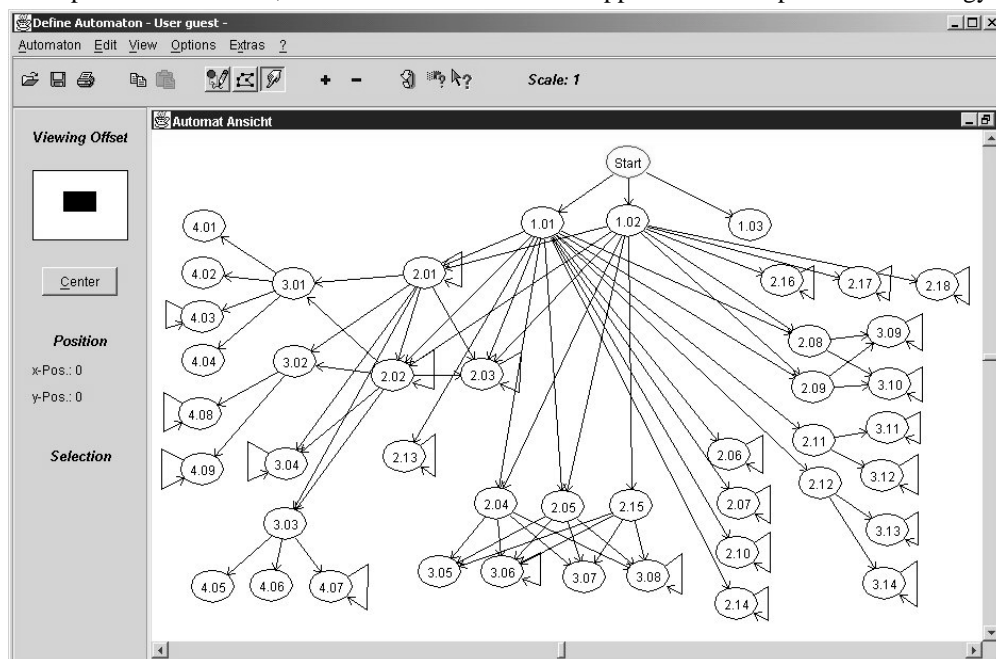 Define Automaton - User guest -
Automaton Edit View Options Extras ?
Scale: 1
Viewing Offset
Automat Ansicht
Start
1.01 1.02 1.03
4.01
4.02 3.01 2.01 2.16 2.17 2.18
4.03
4.04 3.02 2.02 2.03 2.08 3.09
2.09 3.10
4.08
4.09 3.04 2.13 2.06 2.11 3.11
3.12
2.04 2.05 2.15 2.07 2.12
3.03 3.13
2.10
4.05 4.06 4.07 3.05 3.06 3.07 3.08 3.14
2.14
Center
Position
x-Pos.: 0
y-Pos.: 0
Selection